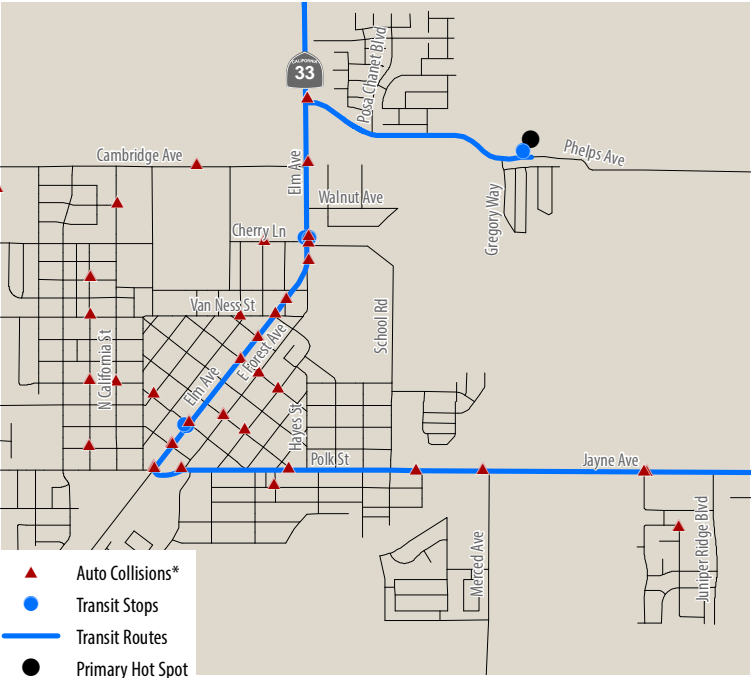 CALIFORNIA
33
Posa Chanet Blvd
Cambridge Ave
Elm Ave
Phelps Ave
Walnut Ave
Gregory Way
Cherry Ln
Van Ness St
School Rd
E Forest Ave
N California St
Elm Ave
Hayes St
Polk St
Jayne Ave
Merced Ave
Juniper Ridge Blvd
Auto Collisions*
Transit Stops
Transit Routes
Primary Hot Spot